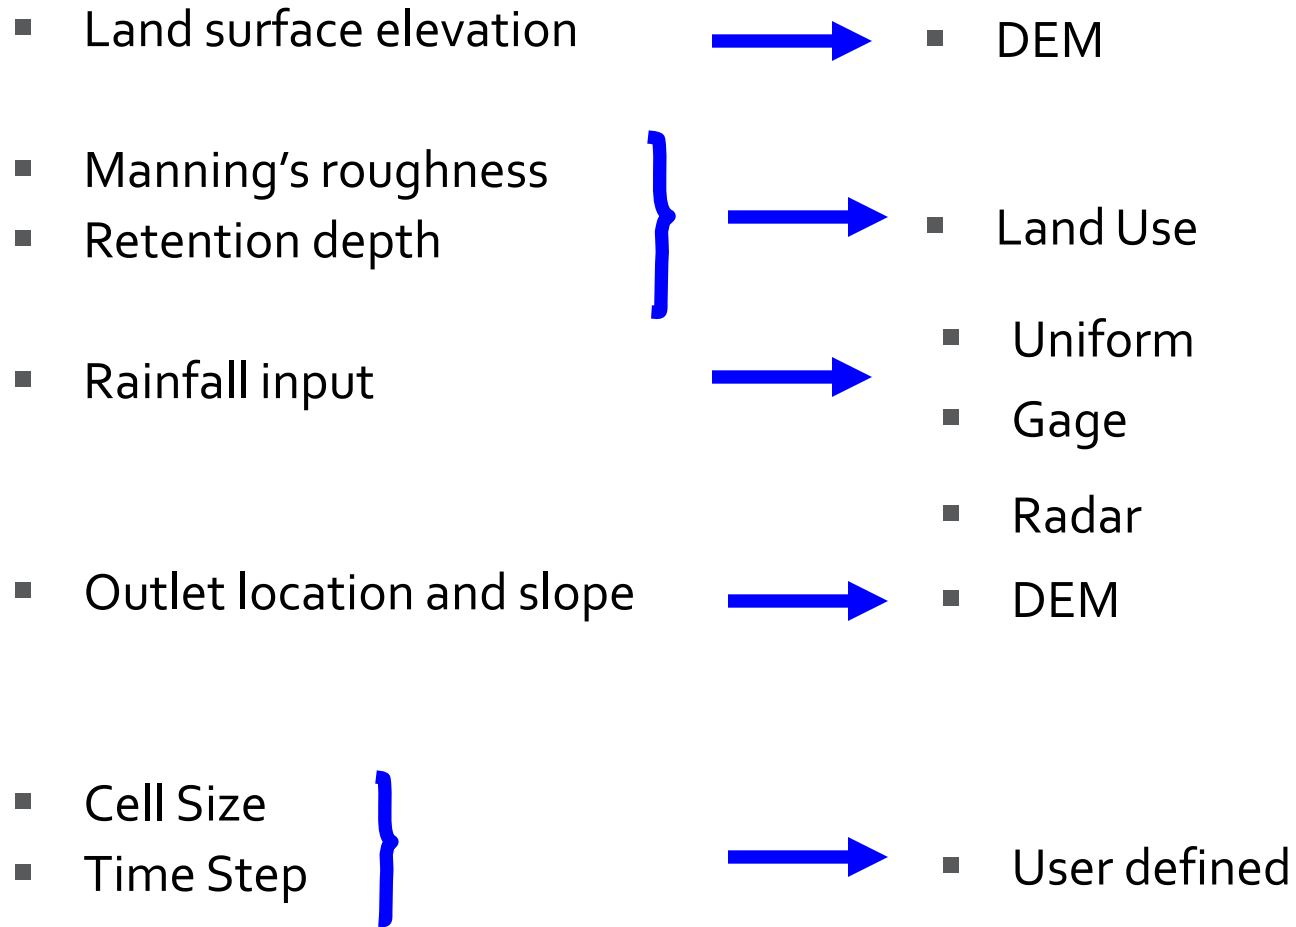 Land surface elevation
DEM
Manning's roughness
Retention depth
Land Use
Rainfall input
Uniform
Gage
Radar
Outlet location and slope
DEM
Cell Size
Time Step
User defined